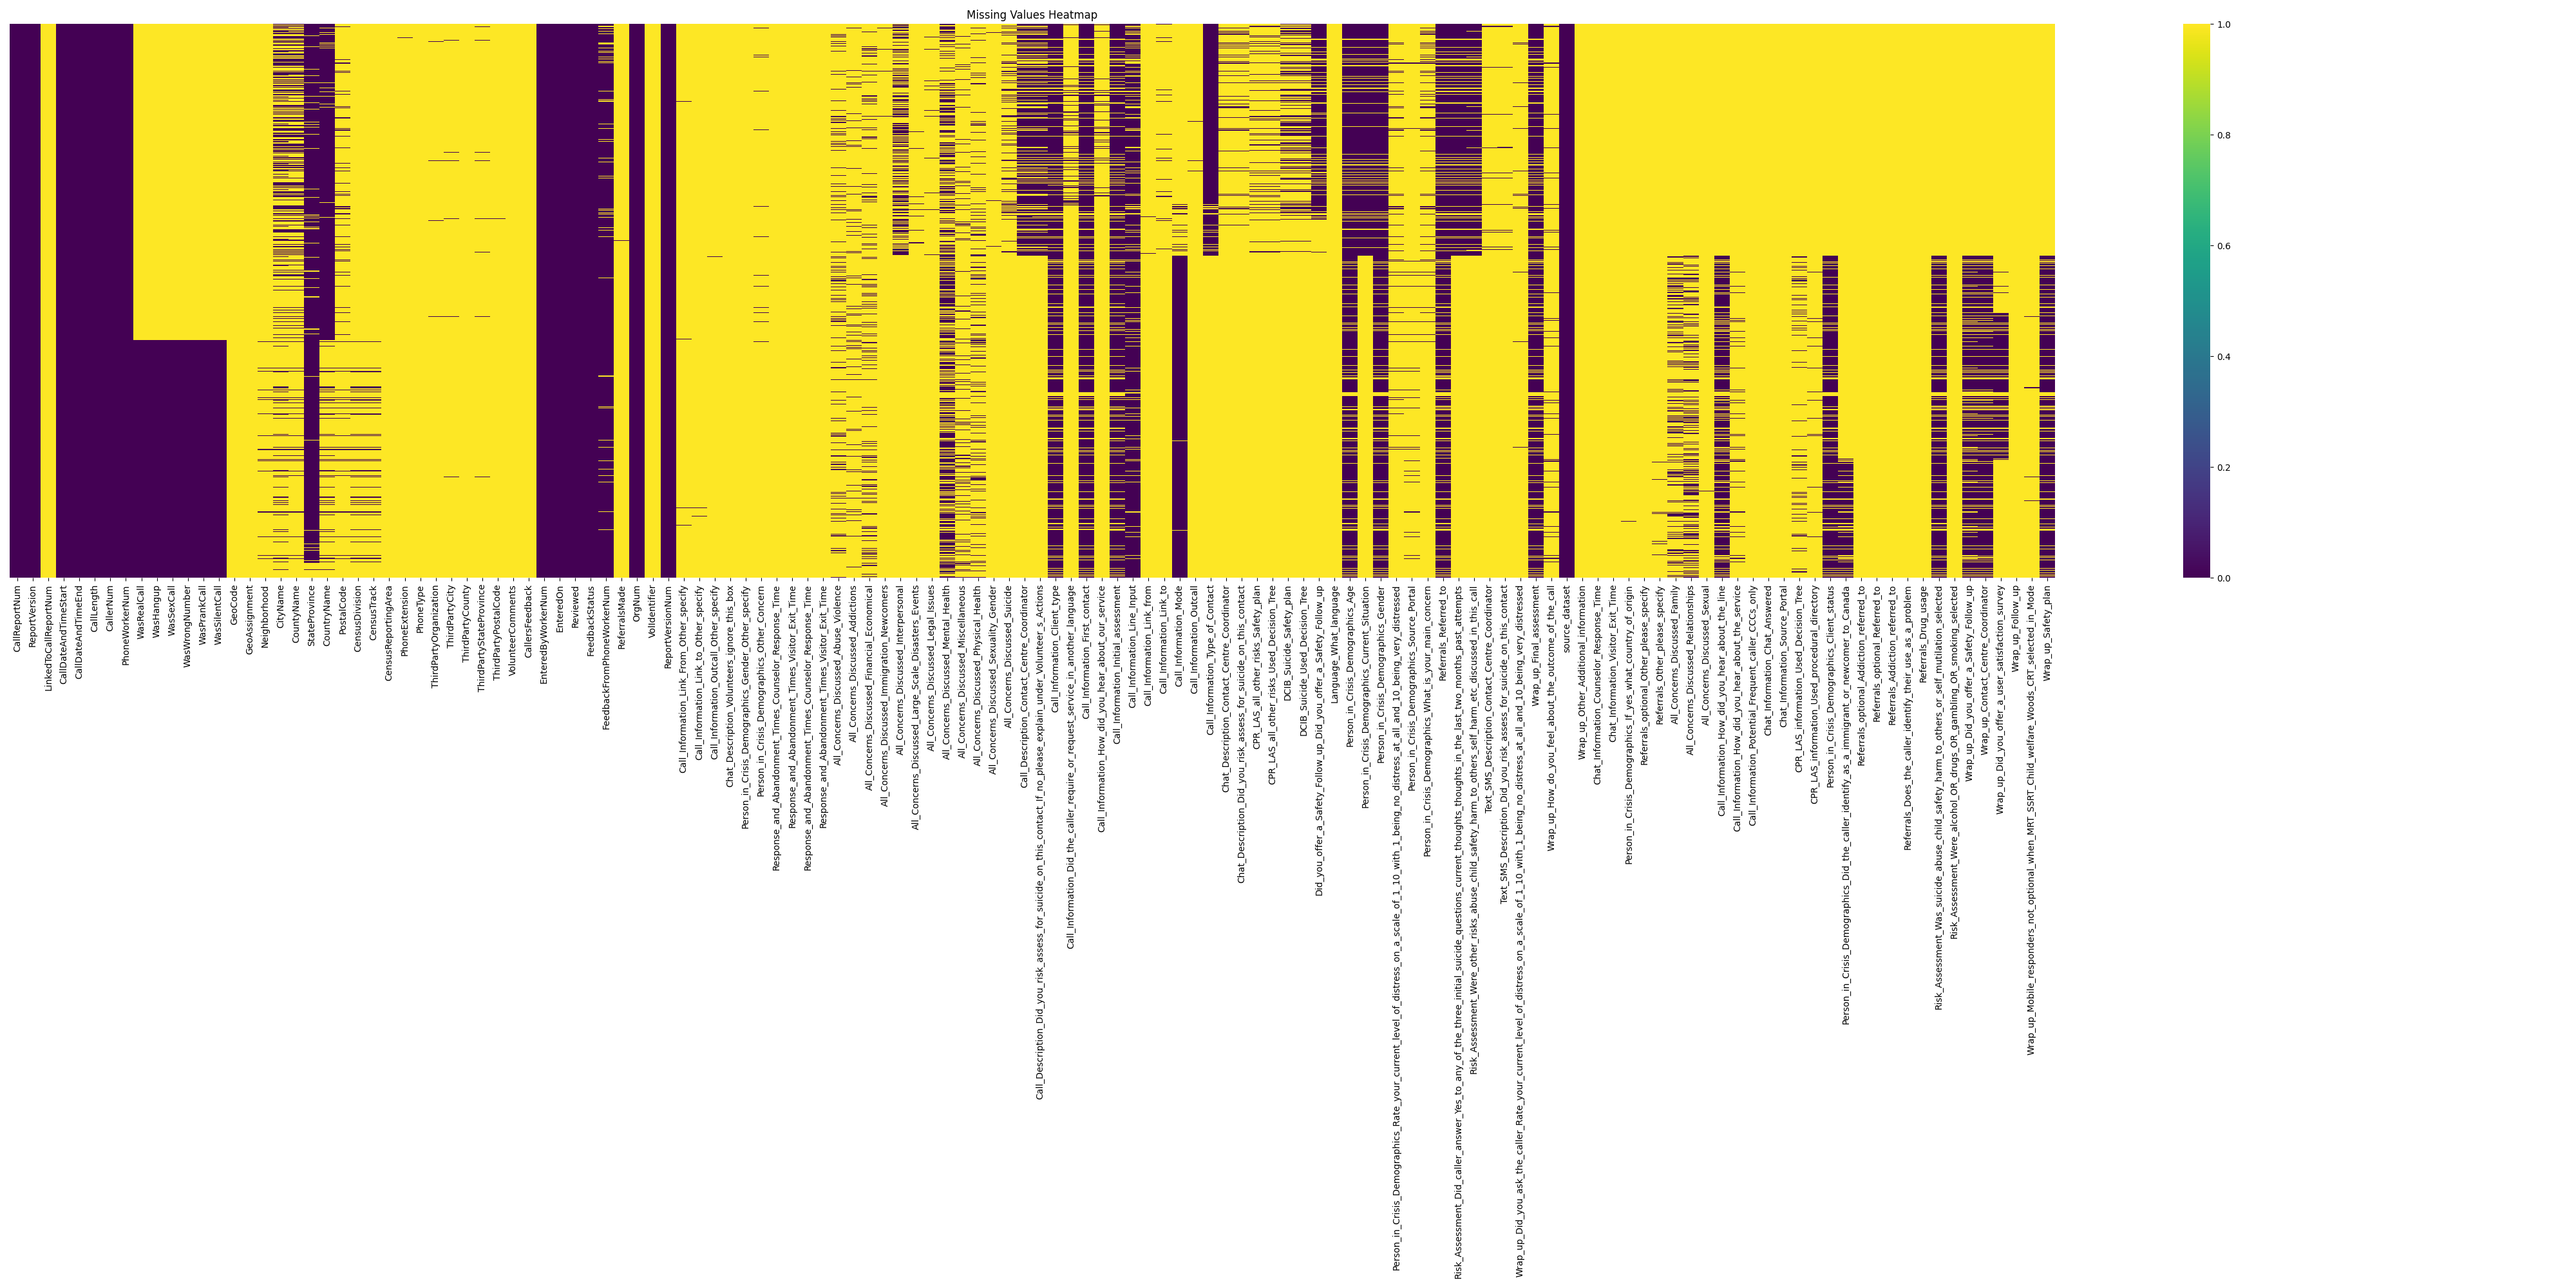 Missing Values Heatmap
1.0
0.8
0.6
0.4
0.2
0.0
CallReportNum
ReportVersion
LinkedToCallReportNum
CallDateAndTimeStart
CallDateAndTimeEnd
CallLength
CallerNum
PhoneWorkerNum
WasRealCall
WasHangup
WasSexCall
WasWrongNumber
WasPrankCall
WasSilentCall
GeoCode
GeoAssignment
Neighborhood
CityName
CountyName
StateProvince
CountryName
PostalCode
CensusDivision
CensusTrack
CensusReportingArea
PhoneExtension
PhoneType
ThirdPartyOrganization
ThirdPartyCity
ThirdPartyCounty
ThirdPartyStateProvince
ThirdPartyPostalCode
VolunteerComments
CallersFeedback
EnteredByWorkerNum
EnteredOn
Reviewed
FeedbackStatus
FeedbackFromPhoneWorkerNum
ReferralsMade
OrgNum
VolIdentifier
ReportVersionNum
Call_Information_Link_From_Other_specify
Call_Information_Link_to_Other_specify
Call_Information_Outcall_Other_specify
Chat_Description_Volunteers_ignore_this_box
Person_in_Crisis_Demographics_Gender_Other_specify
Person_in_Crisis_Demographics_Other_Concern
Response_and_Abandonment_Times_Counselor_Response_Time
Response_and_Abandonment_Times_Visitor_Exit_Time
Response_and_Abandonment_Times_Counselor_Response_Time
Response_and_Abandonment_Times_Visitor_Exit_Time
All_Concerns_Discussed_Abuse_Violence
All_Concerns_Discussed_Addictions
All_Concerns_Discussed_Financial_Economical
All_Concerns_Discussed_Immigration_Newcomers
All_Concerns_Discussed_Interpersonal
All_Concerns_Discussed_Large_Scale_Disasters_Events
All_Concerns_Discussed_Legal_Issues
All_Concerns_Discussed_Mental_Health
All_Concerns_Discussed_Miscellaneous
All_Concerns_Discussed_Physical_Health
All_Concerns_Discussed_Sexuality_Gender
All_Concerns_Discussed_Suicide
Call_Description_Contact_Centre_Coordinator
Call_Description_Did_you_risk_assess_for_suicide_on_this_contact_If_no_please_explain_under_Volunteer_s_Actions
Call_Information_Client_type
Call_Information_Did_the_caller_require_or_request_service_in_another_language
Call_Information_First_contact
Call_Information_How_did_you_hear_about_our_service
Call_Information_Initial_assessment
Call_Information_Line_Input
Call_Information_Link_from
Call_Information_Link_to
Call_Information_Mode
Call_Information_Outcall
Call_Information_Type_of_Contact
Chat_Description_Contact_Centre_Coordinator
Chat_Description_Did_you_risk_assess_for_suicide_on_this_contact
CPR_LAS_all_other_risks_Safety_plan
CPR_LAS_all_other_risks_Used_Decision_Tree
DCIB_Suicide_Safety_plan
DCIB_Suicide_Used_Decision_Tree
Did_you_offer_a_Safety_Follow_up_Did_you_offer_a_Safety_Follow_up
Language_What_language
Person_in_Crisis_Demographics_Age
Person_in_Crisis_Demographics_Current_Situation
Person_in_Crisis_Demographics_Gender
Person_in_Crisis_Demographics_Rate_your_current_level_of_distress_on_a_scale_of_1_10_with_1_being_no_distress_at_all_and_10_being_very_distressed
Person_in_Crisis_Demographics_Source_Portal
Person_in_Crisis_Demographics_What_is_your_main_concern
Referrals_Referred_to
Risk_Assessment_Did_caller_answer_Yes_to_any_of_the_three_initial_suicide_questions_current_thoughts_thoughts_in_the_last_two_months_past_attempts
Risk_Assessment_Were_other_risks_abuse_child_safety_harm_to_others_self_harm_etc_discussed_in_this_call
Text_SMS_Description_Contact_Centre_Coordinator
Text_SMS_Description_Did_you_risk_assess_for_suicide_on_this_contact
Wrap_up_Did_you_ask_the_caller_Rate_your_current_level_of_distress_on_a_scale_of_1_10_with_1_being_no_distress_at_all_and_10_being_very_distressed
Wrap_up_Final_assessment
Wrap_up_How_do_you_feel_about_the_outcome_of_the_call
source_dataset
Wrap_up_Other_Additional_information
Chat_Information_Counselor_Response_Time
Chat_Information_Visitor_Exit_Time
Person_in_Crisis_Demographics_If_yes_what_country_of_origin
Referrals_optional_Other_please_specify
Referrals_Other_please_specify
All_Concerns_Discussed_Family
All_Concerns_Discussed_Relationships
All_Concerns_Discussed_Sexual
Call_Information_How_did_you_hear_about_the_line
Call_Information_How_did_you_hear_about_the_service
Call_Information_Potential_Frequent_caller_CCCs_only
Chat_Information_Chat_Answered
Chat_Information_Source_Portal
CPR_LAS_information_Used_Decision_Tree
CPR_LAS_information_Used_procedural_directory
Person_in_Crisis_Demographics_Client_status
Person_in_Crisis_Demographics_Did_the_caller_identify_as_a_immigrant_or_newcomer_to_Canada
Referrals_optional_Addiction_referred_to
Referrals_optional_Referred_to
Referrals_Addiction_referred_to
Referrals_Does_the_caller_identify_their_use_as_a_problem
Referrals_Drug_usage
Risk_Assessment_Was_suicide_abuse_child_safety_harm_to_others_or_self_mutilation_selected
Risk_Assessment_Were_alcohol_OR_drugs_OR_gambling_OR_smoking_selected
Wrap_up_Did_you_offer_a_Safety_Follow_up
Wrap_up_Contact_Centre_Coordinator
Wrap_up_Did_you_offer_a_user_satisfaction_survey
Wrap_up_Follow_up
Wrap_up_Mobile_responders_not_optional_when_MRT_SSRT_Child_welfare_Woods_CRT_selected_in_Mode
Wrap_up_Safety_plan